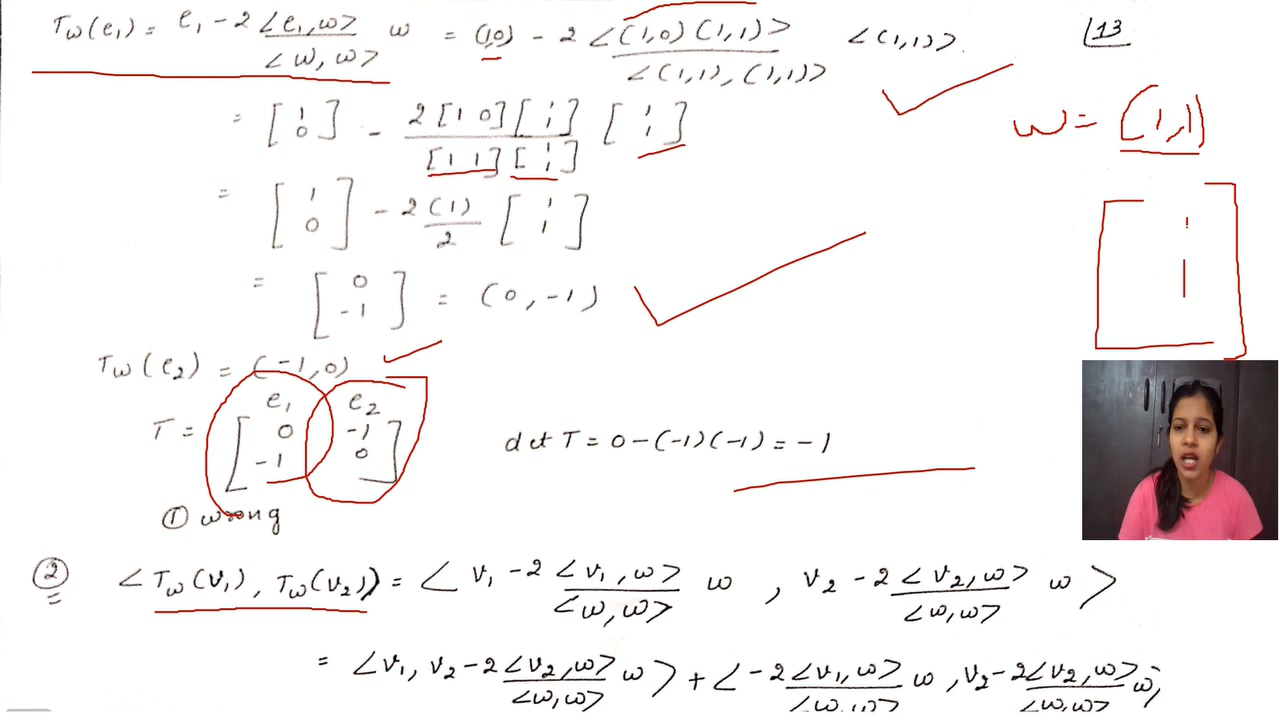 Tω(e₁) = e₁ - 2 <e₁,ω>/<ω,ω> ω = (1,0) - 2 <(1,0)(1,1)>/<(1,1),(1,1)> <(1,1)>.
13
= [1 0] - 2[1 0][1 1]/[1 1][1 1] [1 1]
ω = (1,1)
= [1 0] - 2(1)/2 [1 1]
[1 1]
= [0 -1] = (0,-1)
Tω(e₂) = (-1,0)
e₁ e₂
T = [0 -1
-1 0]
det T = 0-(-1)(-1) = -1
① wrong
② <Tω(v₁), Tω(v₂)> = < v₁ - 2 <v₁,ω>/<ω,ω> ω , v₂ - 2 <v₂,ω>/<ω,ω> ω >
= <v₁, v₂ - 2 <v₂,ω>/<ω,ω> ω> + <-2 <v₁,ω>/<ω,ω> ω, v₂ - 2 <v₂,ω>/<ω,ω> ω>